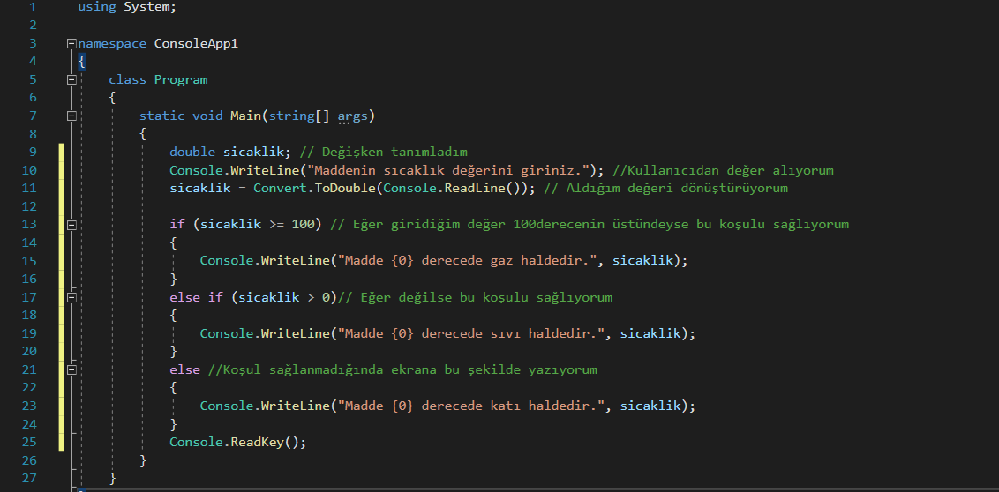 1 using System;
2
3 namespace ConsoleApp1
4 {
5 class Program
6 {
7 static void Main(string[] args)
8 {
9 double sicaklik; // Değişken tanımladım
10 Console.WriteLine("Maddenin sıcaklık değerini giriniz."); //Kullanıcıdan değer alıyorum
11 sicaklik = Convert.ToDouble(Console.ReadLine()); // Aldığım değeri dönüştürüyorum
12
13 if (sicaklik >= 100) // Eğer giridiğim değer 100derecenin üstündeyse bu koşulu sağlıyorum
14 {
15 Console.WriteLine("Madde {0} derecede gaz haldedir.", sicaklik);
16 }
17 else if (sicaklik > 0)// Eğer değilse bu koşulu sağlıyorum
18 {
19 Console.WriteLine("Madde {0} derecede sıvı haldedir.", sicaklik);
20 }
21 else //Koşul sağlanmadığında ekrana bu şekilde yazıyorum
22 {
23 Console.WriteLine("Madde {0} derecede katı haldedir.", sicaklik);
24 }
25 Console.ReadKey();
26 }
27 }